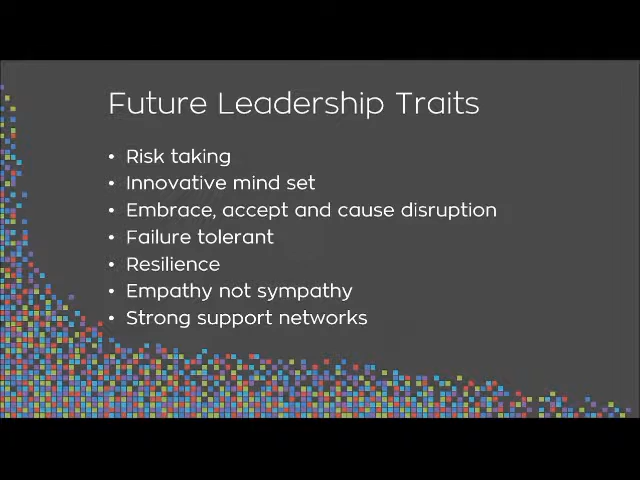 Future Leadership Traits
• Risk taking
• Innovative mind set
• Embrace, accept and cause disruption
• Failure tolerant
• Resilience
• Empathy not sympathy
• Strong support networks